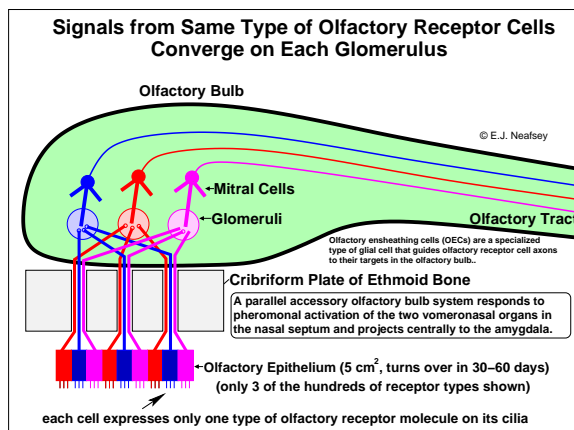 Signals from Same Type of Olfactory Receptor Cells
Converge on Each Glomerulus
Olfactory Bulb
© E.J. Neafsey
Mitral Cells
Glomeruli
Olfactory Tract
Olfactory ensheathing cells (OECs) are a specialized
type of glial cell that guides olfactory receptor cell axons
to their targets in the olfactory bulb..
Cribriform Plate of Ethmoid Bone
A parallel accessory olfactory bulb system responds to
pheromonal activation of the two vomeronasal organs in
the nasal septum and projects centrally to the amygdala.
Olfactory Epithelium (5 cm², turns over in 30–60 days)
(only 3 of the hundreds of receptor types shown)
each cell expresses only one type of olfactory receptor molecule on its cilia